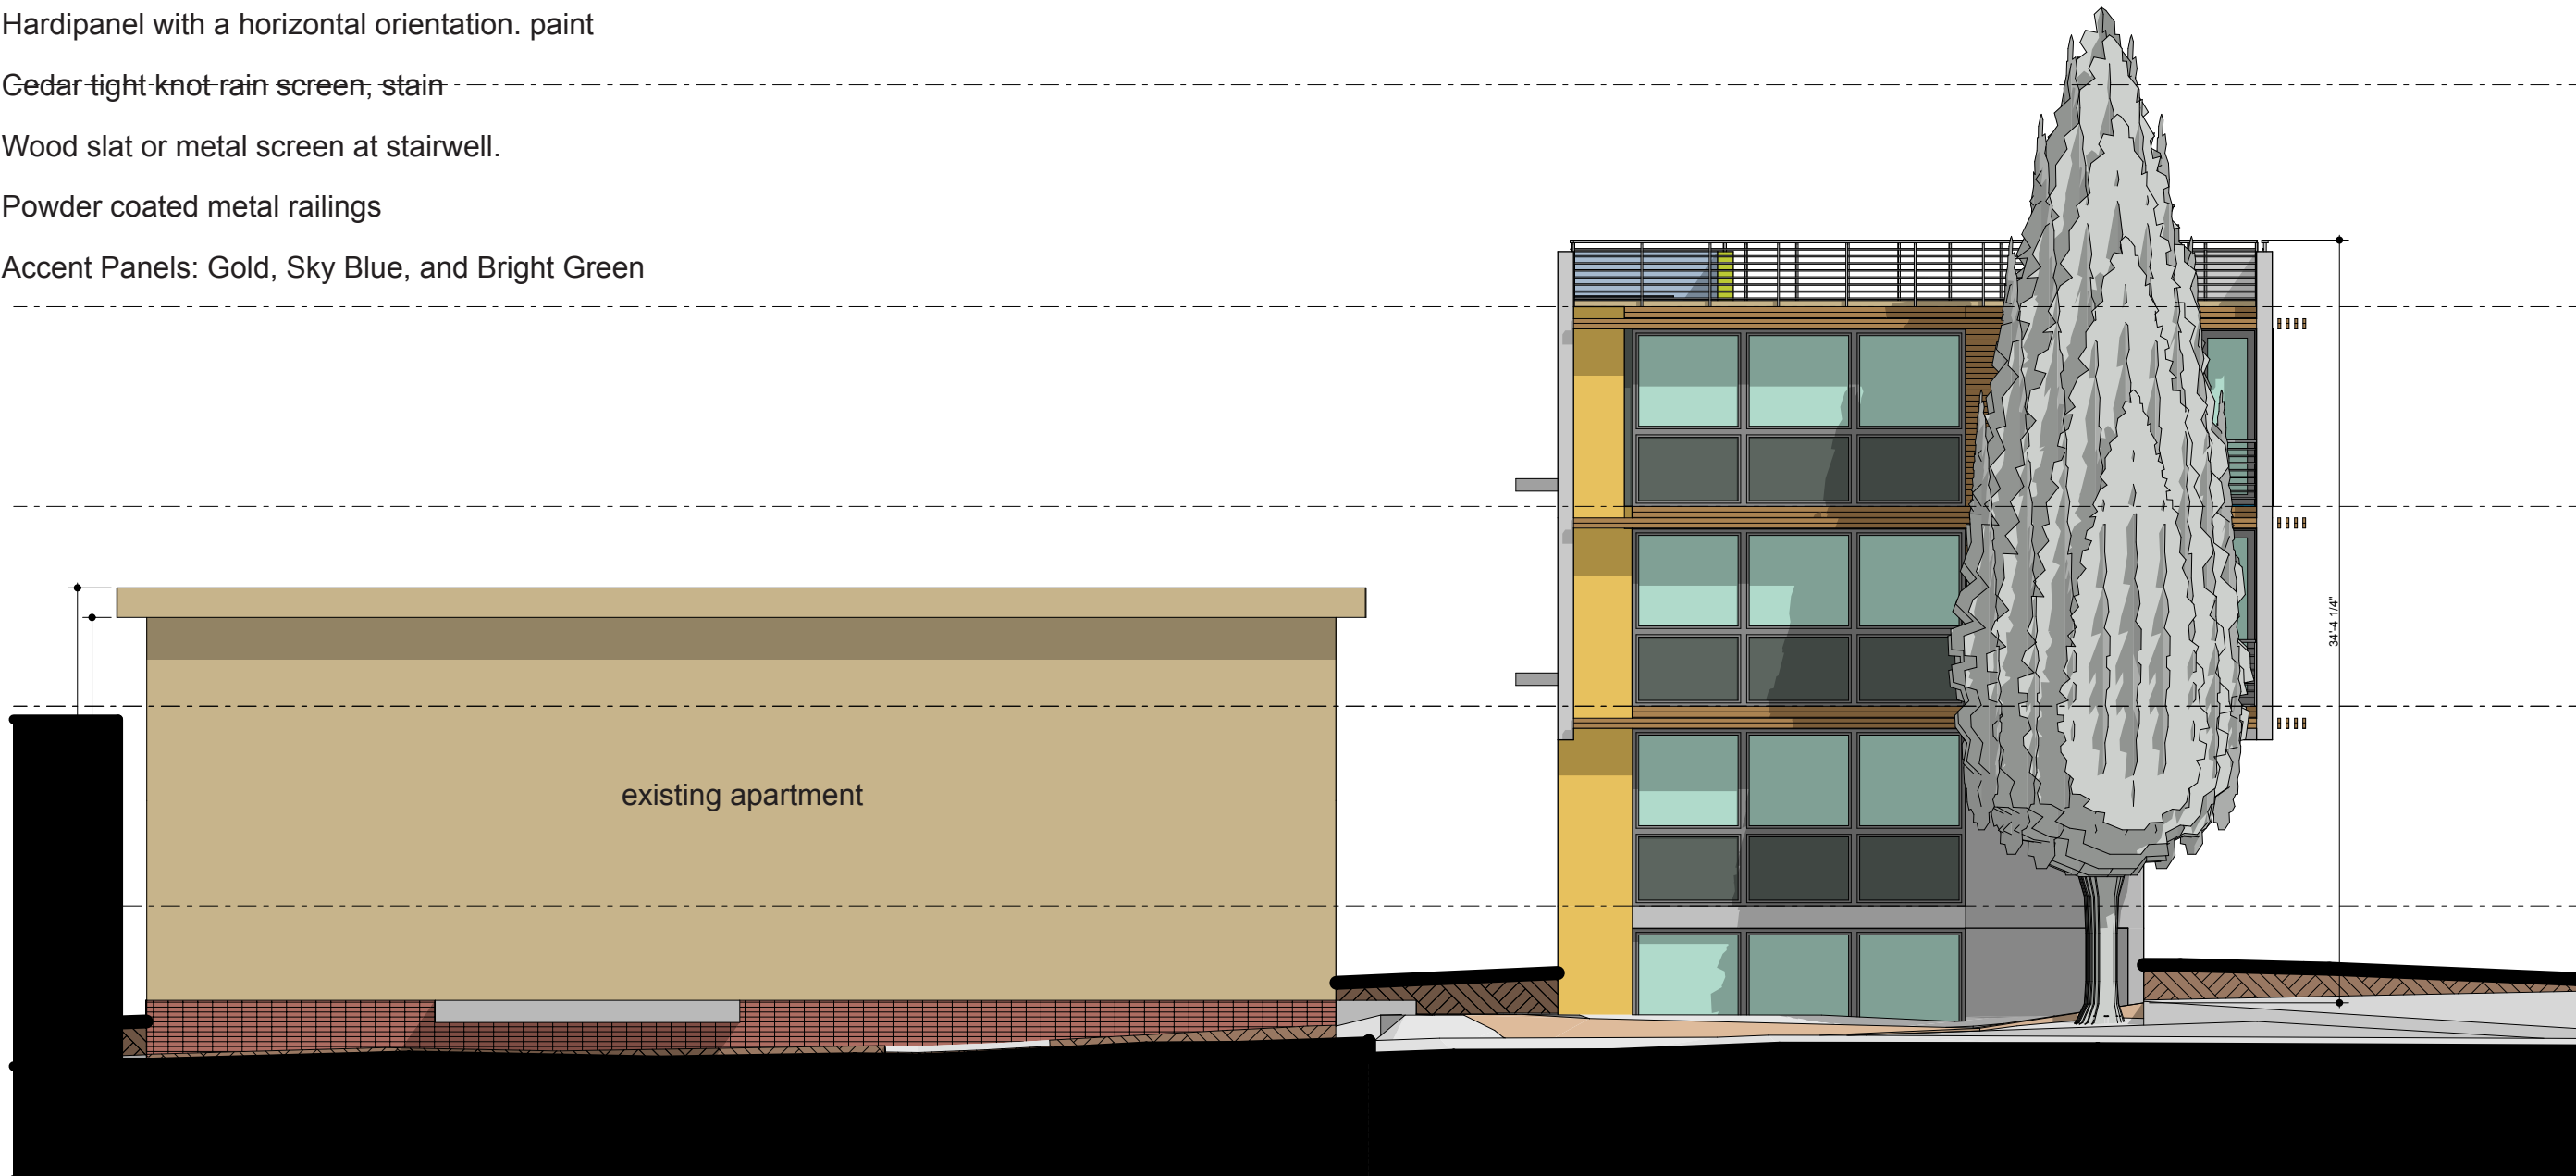 Hardipanel with a horizontal orientation. paint
Cedar tight knot rain screen, stain
Wood slat or metal screen at stairwell.
Powder coated metal railings
Accent Panels: Gold, Sky Blue, and Bright Green
34'-4 1/4"
existing apartment